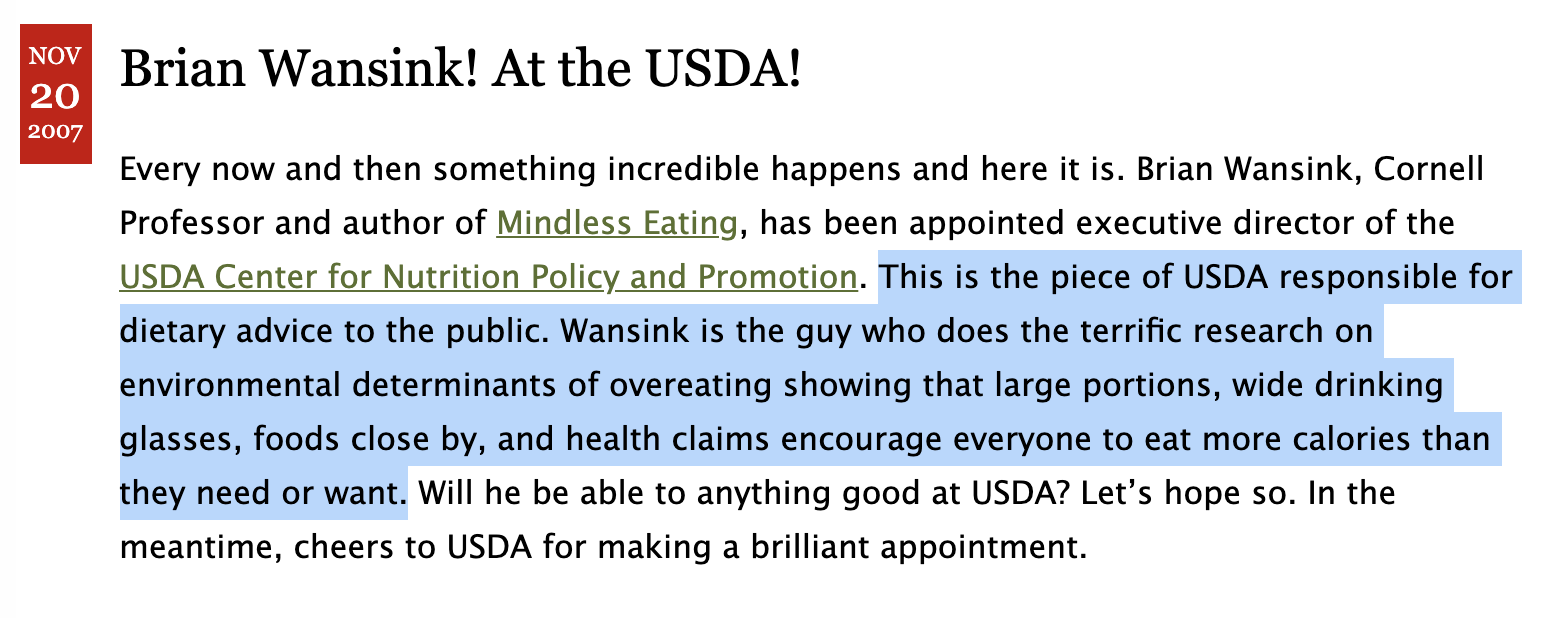 NOV
20
2007
Brian Wansink! At the USDA!
Every now and then something incredible happens and here it is. Brian Wansink, Cornell
Professor and author of Mindless Eating, has been appointed executive director of the
USDA Center for Nutrition Policy and Promotion. This is the piece of USDA responsible for
dietary advice to the public. Wansink is the guy who does the terrific research on
environmental determinants of overeating showing that large portions, wide drinking
glasses, foods close by, and health claims encourage everyone to eat more calories than
they need or want. Will he be able to anything good at USDA? Let’s hope so. In the
meantime, cheers to USDA for making a brilliant appointment.